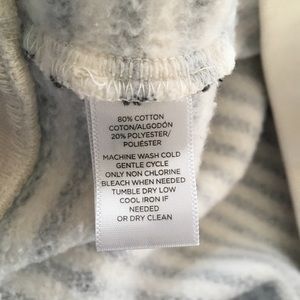 80% COTTON
COTON/ALGODÓN
20% POLYESTER/
POLIÉSTER
MACHINE WASH COLD
GENTLE CYCLE
ONLY NON CHLORINE
BLEACH WHEN NEEDED
TUMBLE DRY LOW
COOL IRON IF
NEEDED
OR DRY CLEAN